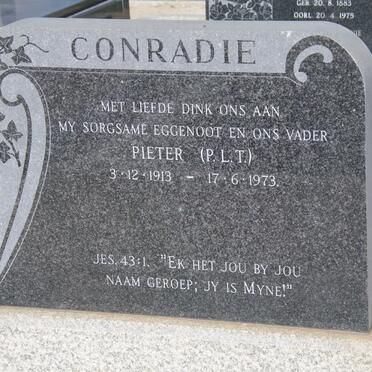 GEB. 20. 8. 1883
OORL. 20. 4. 1975
CONRADIE
MET LIEFDE DINK ONS AAN
MY SORGSAME EGGENOOT EN ONS VADER
PIETER (P.L.T.)
3·12·1913 – 17·6·1973.
JES. 43:1. "EK HET JOU BY JOU
NAAM GEROEP; JY IS MYNE!"